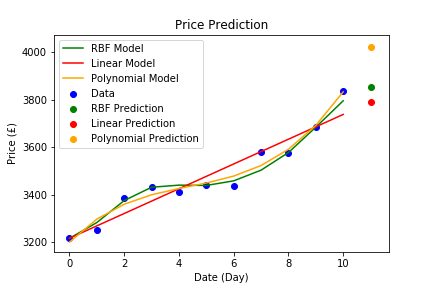 Price Prediction
Price (£)
4000
3800
3600
3400
3200
RBF Model
Linear Model
Polynomial Model
Data
RBF Prediction
Linear Prediction
Polynomial Prediction
0 2 4 6 8 10
Date (Day)